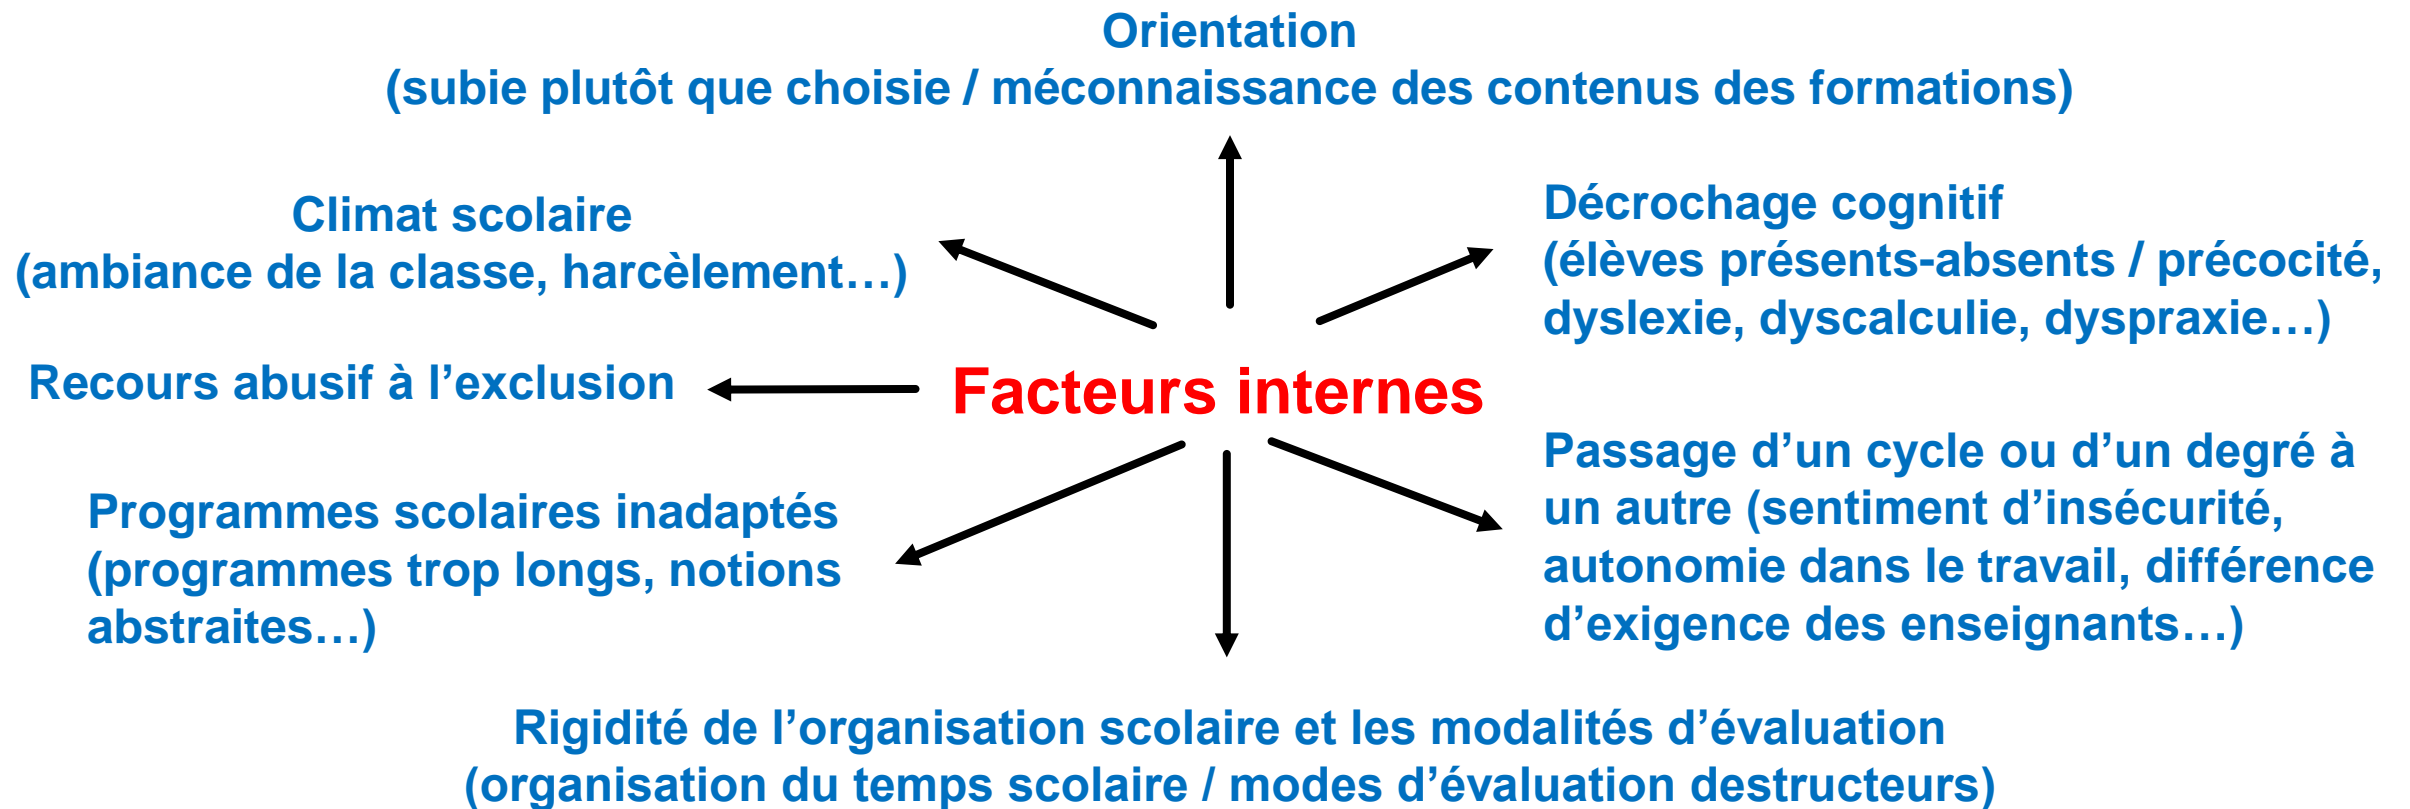 Orientation
(subie plutôt que choisie / méconnaissance des contenus des formations)
Climat scolaire
(ambiance de la classe, harcèlement…)
Décrochage cognitif
(élèves présents-absents / précocité,
dyslexie, dyscalculie, dyspraxie…)
Recours abusif à l’exclusion
Facteurs internes
Programmes scolaires inadaptés
(programmes trop longs, notions
abstraites…)
Passage d’un cycle ou d’un degré à
un autre (sentiment d’insécurité,
autonomie dans le travail, différence
d’exigence des enseignants…)
Rigidité de l’organisation scolaire et les modalités d’évaluation
(organisation du temps scolaire / modes d’évaluation destructeurs)